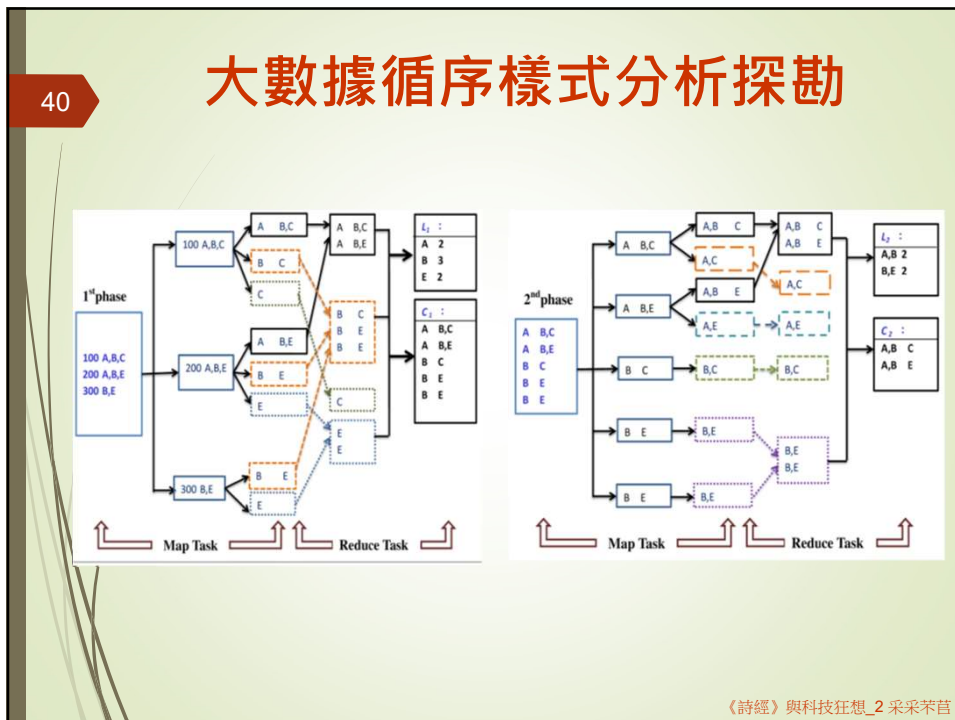 40
大數據循序樣式分析探勘
1st phase
100 A,B,C
200 A,B,E
300 B,E
100 A,B,C
200 A,B,E
300 B,E
A B,C
B C
C
A B,E
B E
E
B E
E
A B,C
A B,E
B C
B E
B E
C
E
E
L1 :
A 2
B 3
E 2
C1 :
A B,C
A B,E
B C
B E
B E
Map Task
Reduce Task
2nd phase
A B,C
A B,E
B C
B E
B E
A B,C
A B,E
B C
B E
B E
A,B C
A,C
A,B E
A,E
B,C
B,E
B,E
A,B C
A,B E
A,C
A,E
B,C
B,E
B,E
L2 :
A,B 2
B,E 2
C2 :
A,B C
A,B E
Map Task
Reduce Task
《詩經》與科技狂想_2 采采芣苢